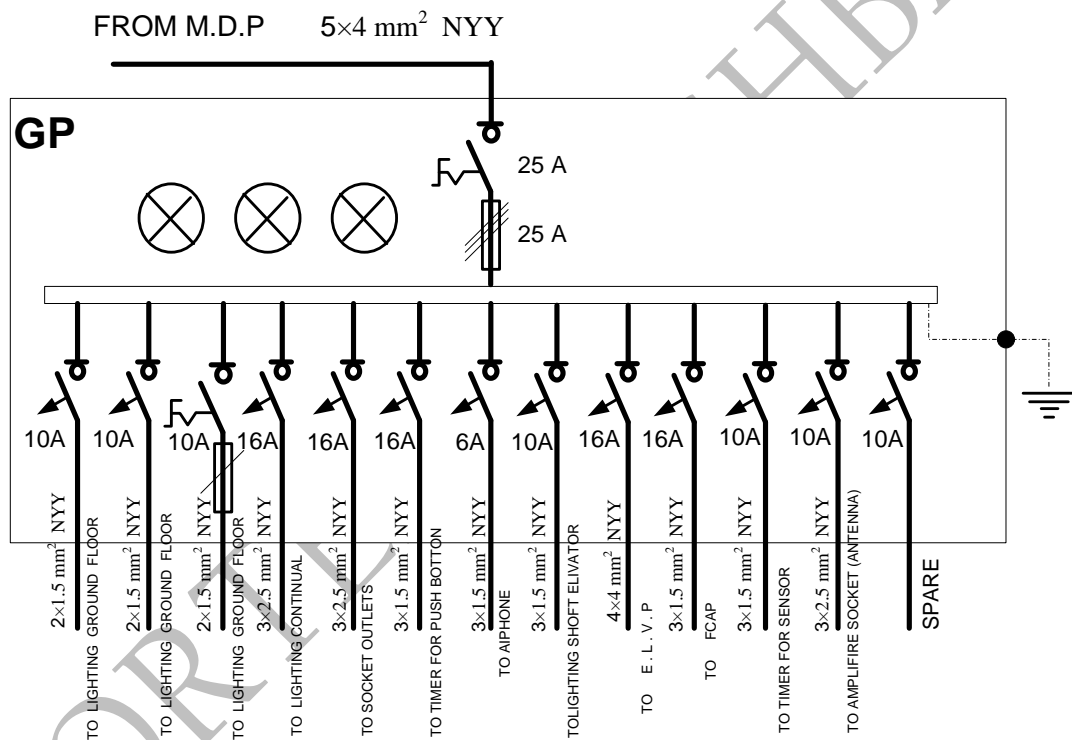 FROM M.D.P 5×4 mm² NYY
GP
25 A
25 A
10A 10A 10A 16A 16A 16A 6A 10A 16A 16A 10A 10A 10A
2×1.5 mm² NYY
TO LIGHTING GROUND FLOOR
2×1.5 mm² NYY
TO LIGHTING GROUND FLOOR
2×1.5 mm² NYY
TO LIGHTING GROUND FLOOR
3×2.5 mm² NYY
TO LIGHTING CONTINUAL
3×2.5 mm² NYY
TO SOCKET OUTLETS
3×1.5 mm² NYY
TO TIMER FOR PUSH BOTTON
3×1.5 mm² NYY
TO AIPHONE
3×1.5 mm² NYY
TOLIGHTING SHOFT ELIVATOR
4×4 mm² NYY
TO E.L.V.P
3×1.5 mm² NYY
TO FCAP
3×1.5 mm² NYY
TO TIMER FOR SENSOR
3×2.5 mm² NYY
TO AMPLIFIRE SOCKET (ANTENNA)
SPARE